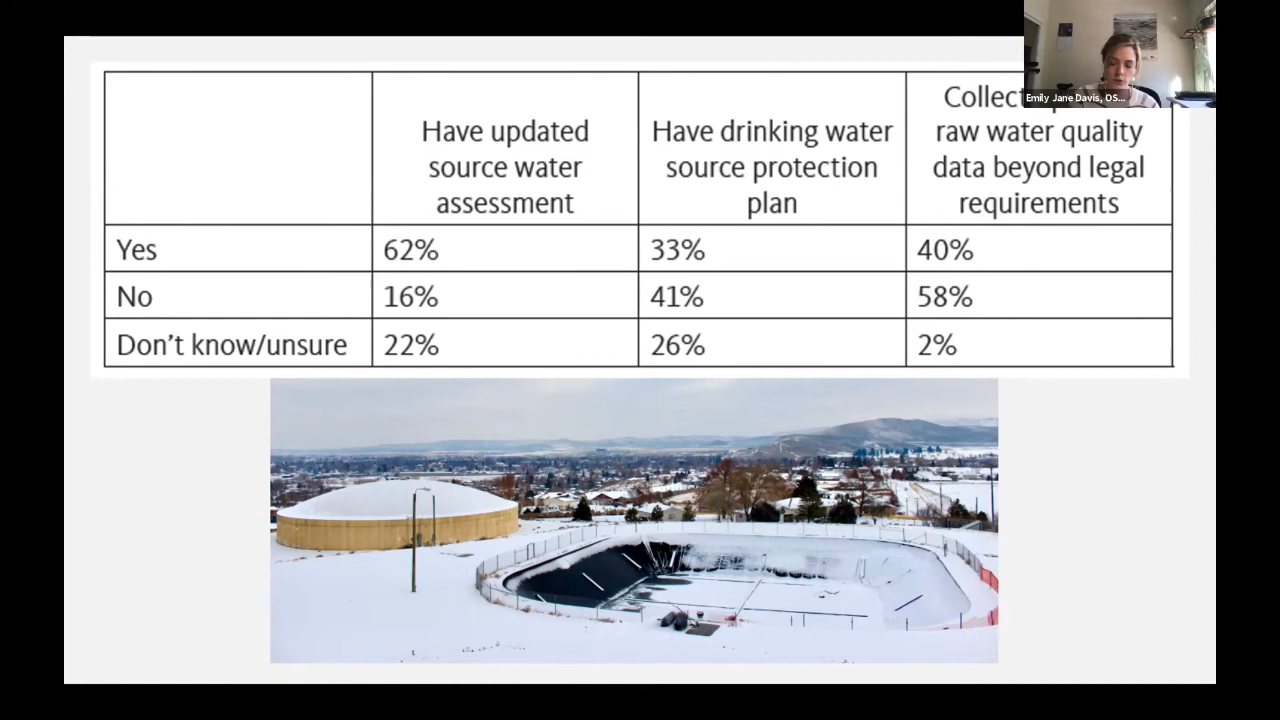 Emily Jane Davis, OS...
Have updated
source water
assessment
Have drinking water
source protection
plan
Collect
raw water quality
data beyond legal
requirements
Yes 62% 33% 40%
No 16% 41% 58%
Don't know/unsure 22% 26% 2%